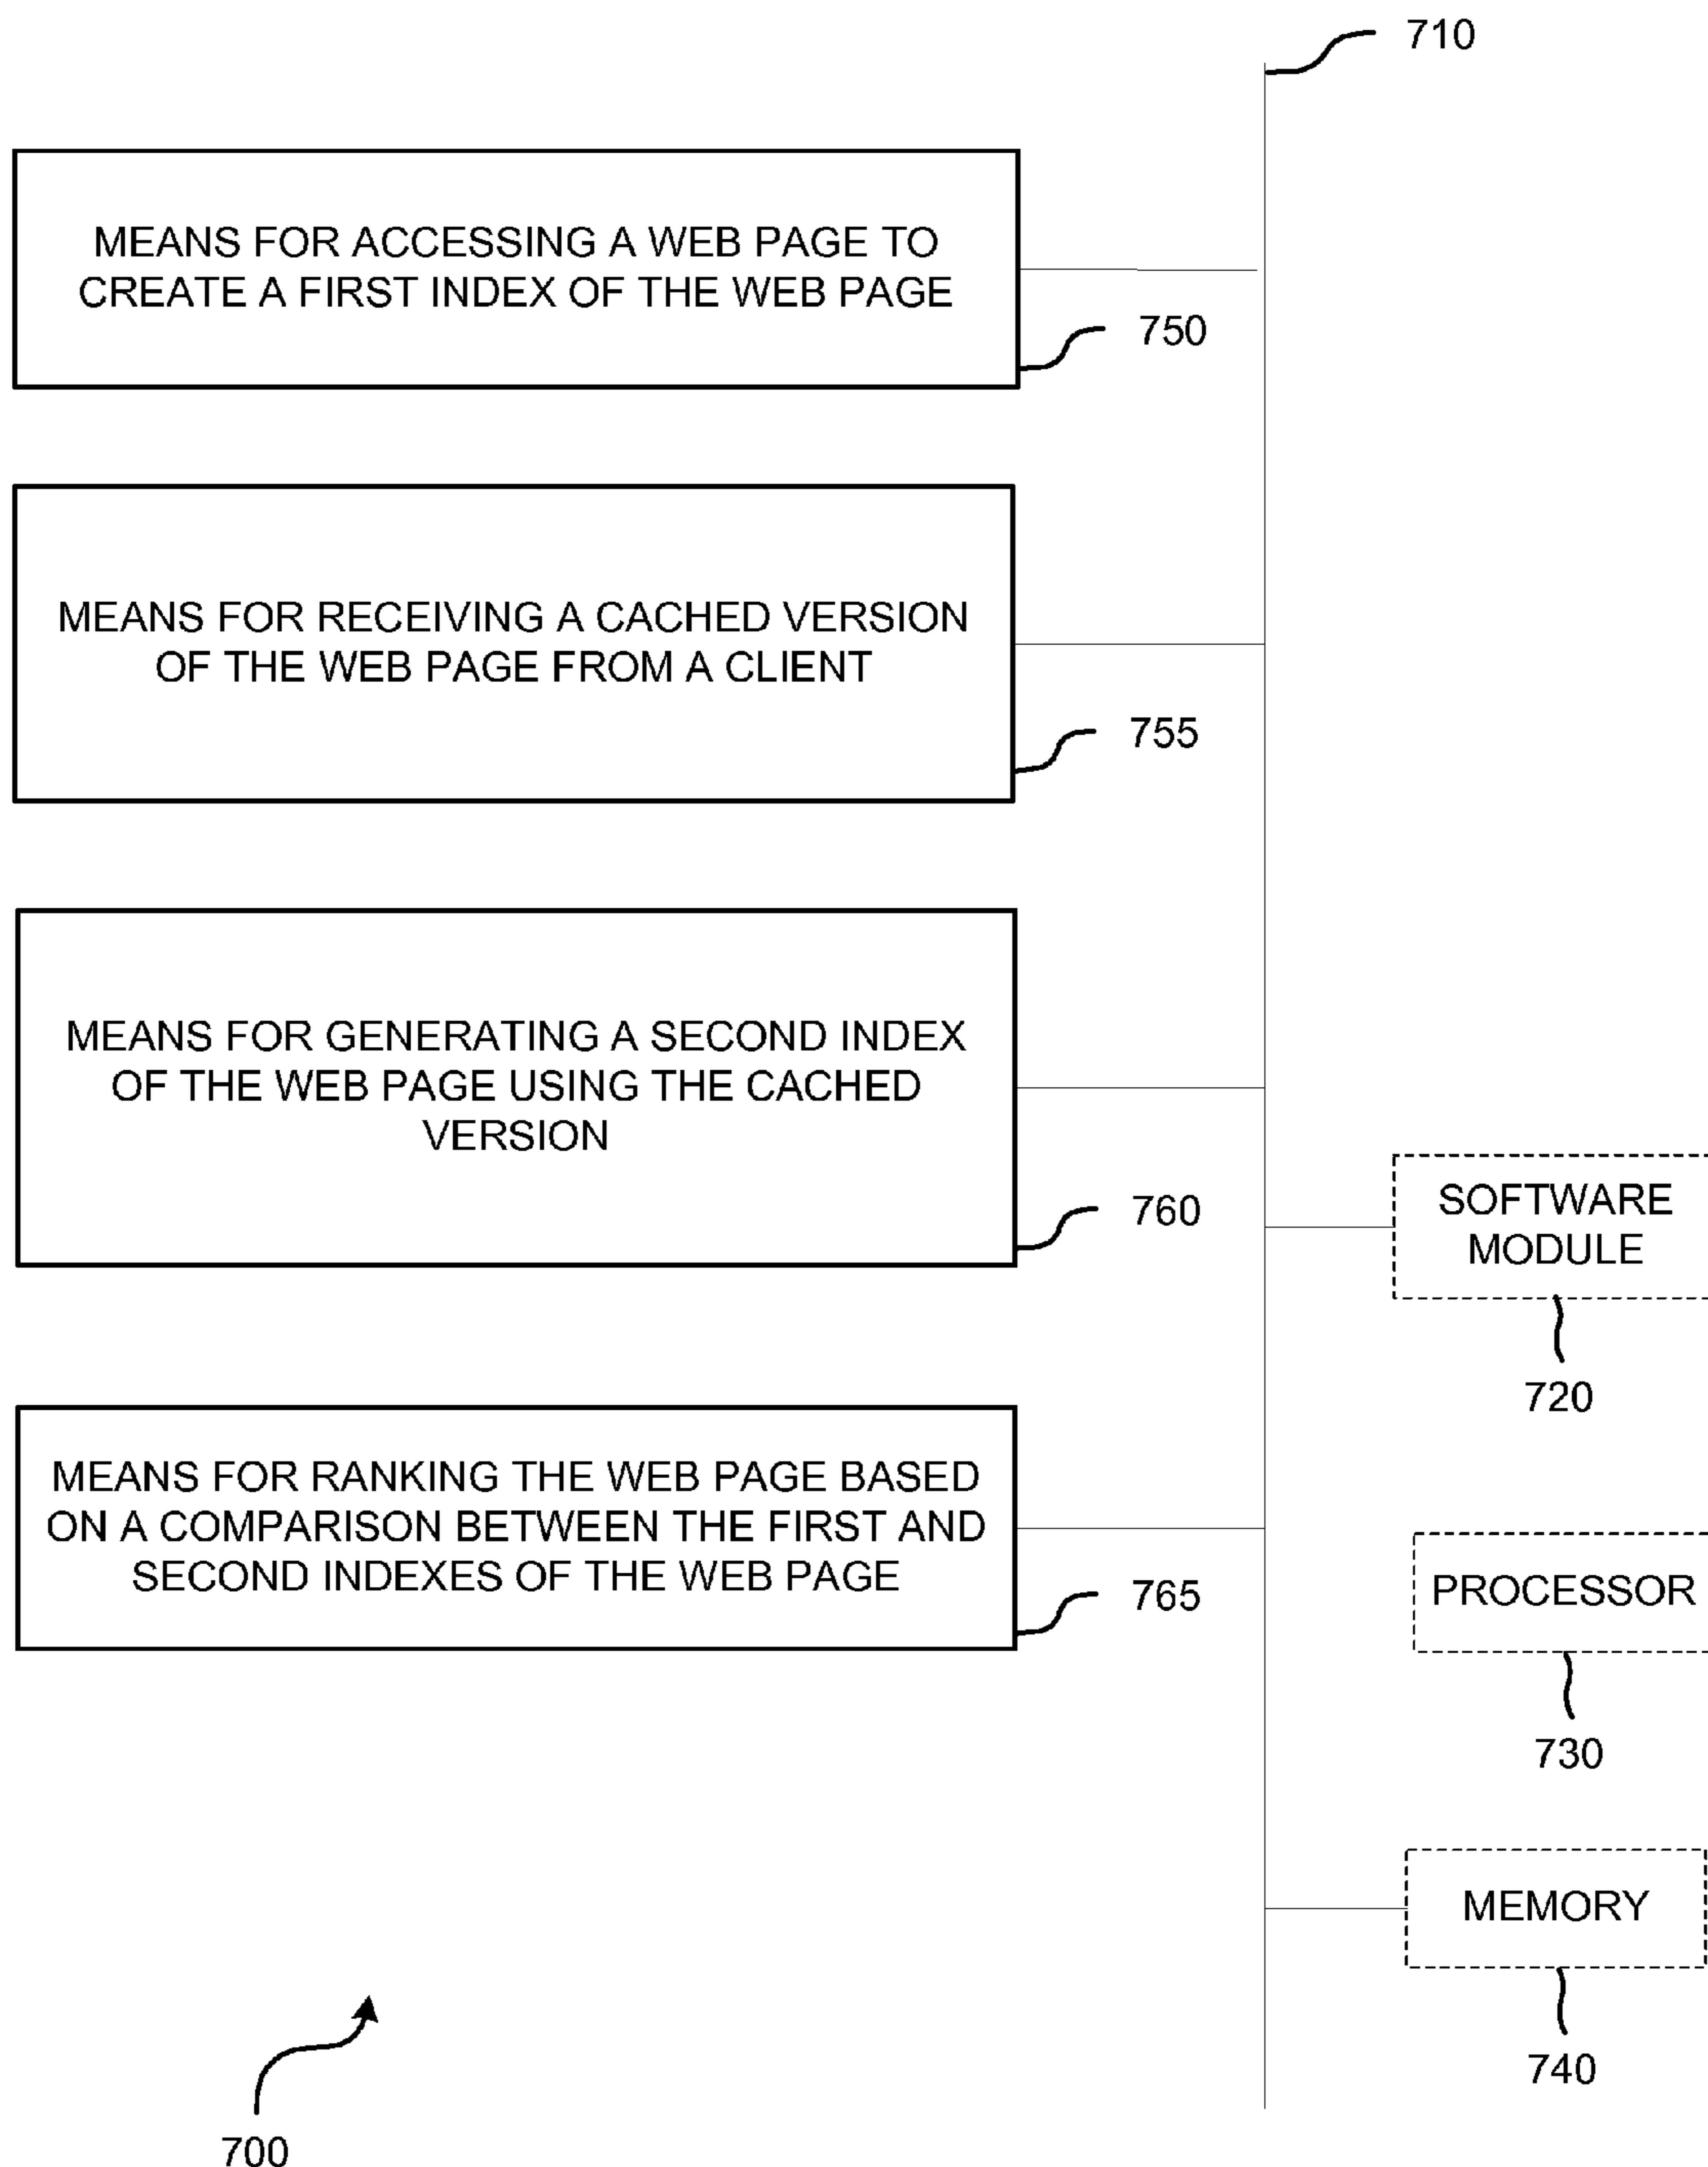 710
MEANS FOR ACCESSING A WEB PAGE TO
CREATE A FIRST INDEX OF THE WEB PAGE
750
MEANS FOR RECEIVING A CACHED VERSION
OF THE WEB PAGE FROM A CLIENT
755
MEANS FOR GENERATING A SECOND INDEX
OF THE WEB PAGE USING THE CACHED
VERSION
760
SOFTWARE
MODULE
720
MEANS FOR RANKING THE WEB PAGE BASED
ON A COMPARISON BETWEEN THE FIRST AND
SECOND INDEXES OF THE WEB PAGE
765
PROCESSOR
730
MEMORY
740
700